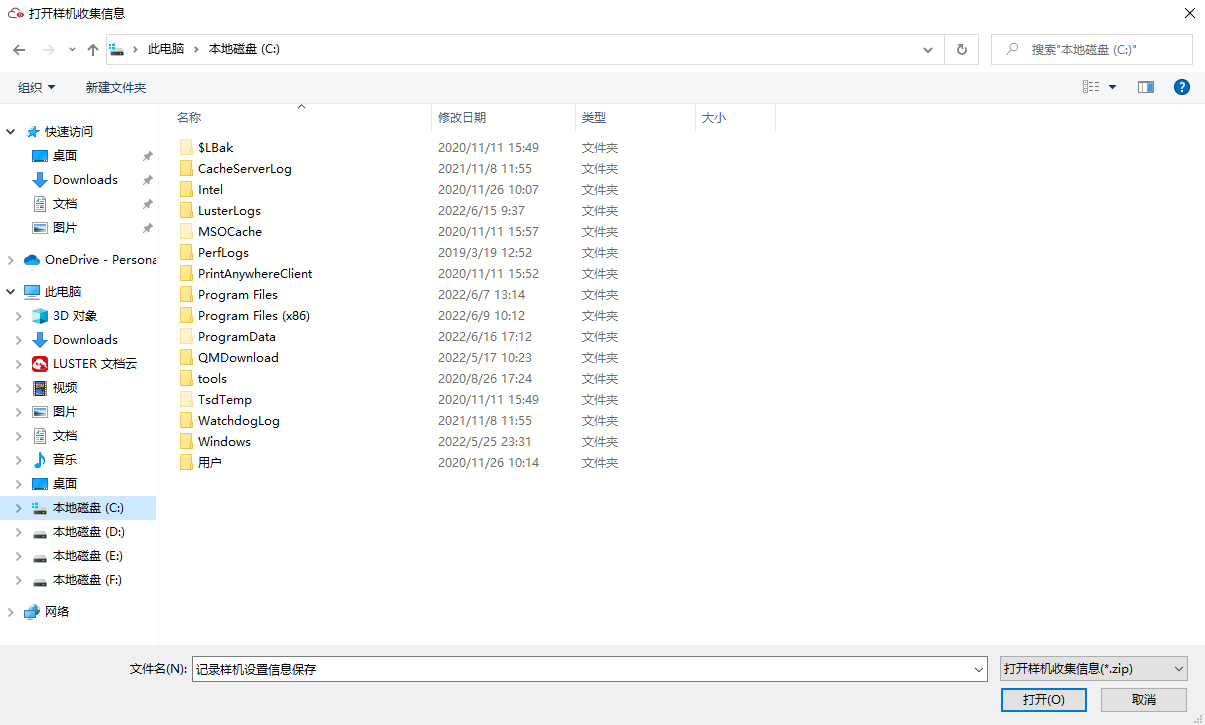 打开样机收集信息
此电脑 本地磁盘 (C:)
搜索"本地磁盘 (C:)"
组织 新建文件夹
名称 修改日期 类型 大小
快速访问
桌面
Downloads
文档
图片
OneDrive - Persona
此电脑
3D 对象
Downloads
LUSTER 文档云
视频
图片
文档
音乐
桌面
本地磁盘 (C:)
本地磁盘 (D:)
本地磁盘 (E:)
本地磁盘 (F:)
网络
$LBak 2020/11/11 15:49 文件夹
CacheServerLog 2021/11/8 11:55 文件夹
Intel 2020/11/26 10:07 文件夹
LusterLogs 2022/6/15 9:37 文件夹
MSOCache 2020/11/11 15:57 文件夹
PerfLogs 2019/3/19 12:52 文件夹
PrintAnywhereClient 2020/11/11 15:52 文件夹
Program Files 2022/6/7 13:14 文件夹
Program Files (x86) 2022/6/9 10:12 文件夹
ProgramData 2022/6/16 17:12 文件夹
QMDownload 2022/5/17 10:23 文件夹
tools 2020/8/26 17:24 文件夹
TsdTemp 2020/11/11 15:49 文件夹
WatchdogLog 2021/11/8 11:55 文件夹
Windows 2022/5/25 23:31 文件夹
用户 2020/11/26 10:14 文件夹
文件名(N): 记录样机设置信息保存 打开样机收集信息(*.zip)
打开(O) 取消